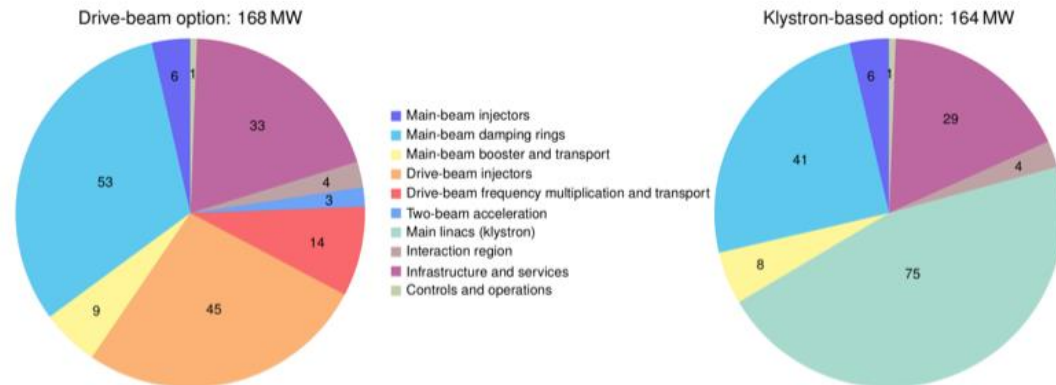 Drive-beam option: 168 MW
6
1
33
4
3
14
45
9
53
Main-beam injectors
Main-beam damping rings
Main-beam booster and transport
Drive-beam injectors
Drive-beam frequency multiplication and transport
Two-beam acceleration
Main linacs (klystron)
Interaction region
Infrastructure and services
Controls and operations
Klystron-based option: 164 MW
6
1
29
4
75
8
41